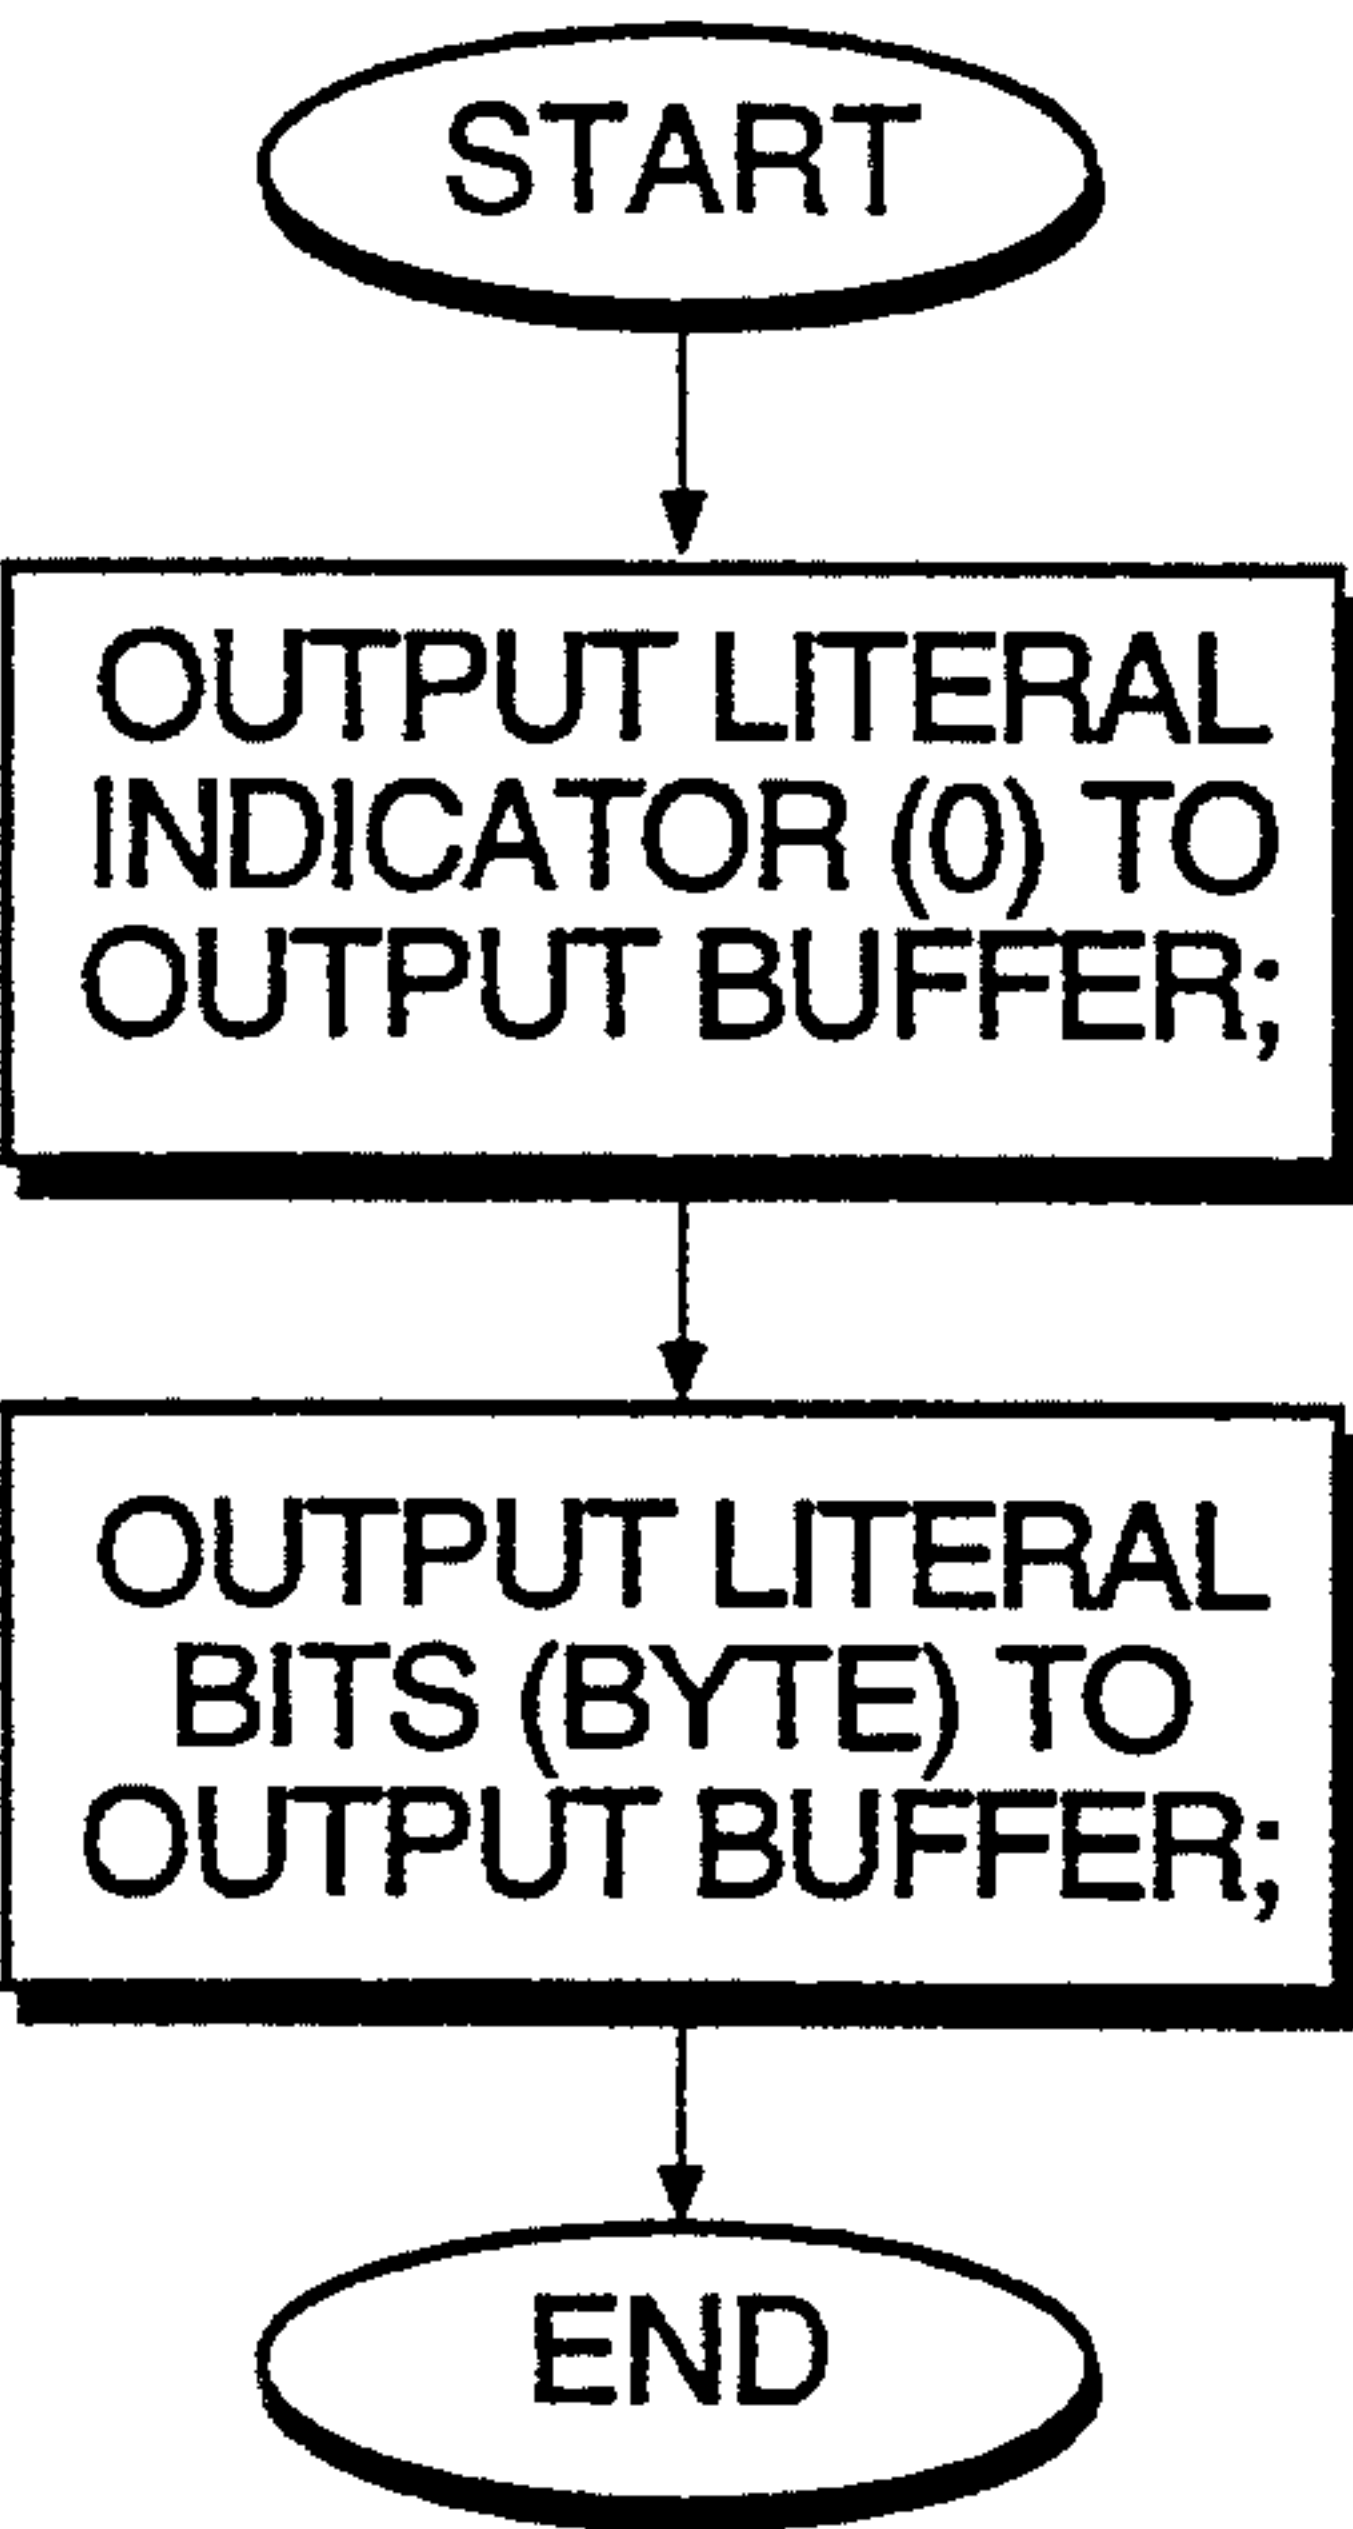 START
OUTPUT LITERAL
INDICATOR (0) TO
OUTPUT BUFFER;
OUTPUT LITERAL
BITS (BYTE) TO
OUTPUT BUFFER;
END